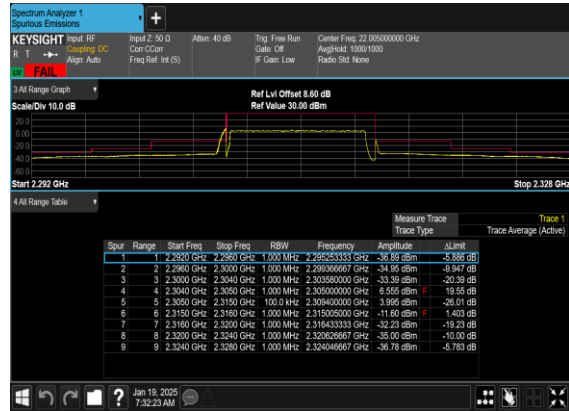 Spectrum Analyzer 1
Spurious Emissions
+
KEYSIGHT Input: RF Input Z: 50 Ω Atten: 40 dB Trig: Free Run Center Freq: 22.005000000 GHz
R T Coupling: DC Corr CCorr Gate: Off Avg|Hold: 1000/1000
Align: Auto Freq Ref: Int (S) IF Gain: Low Radio Std: None
LW FAIL
3 All Range Graph
Ref Lvl Offset 8.60 dB
Scale/Div 10.0 dB Ref Value 30.00 dBm
20.0
0.00
-20.0
-40.0
-60.0
Start 2.292 GHz Stop 2.328 GHz
4 All Range Table
Measure Trace Trace 1
Trace Type Trace Average (Active)
Spur Range Start Freq Stop Freq RBW Frequency Amplitude ΔLimit
1 1 2.2920 GHz 2.2960 GHz 1.000 MHz 2.295253333 GHz -36.89 dBm -5.886 dB
2 2 2.2960 GHz 2.3000 GHz 1.000 MHz 2.299366667 GHz -34.95 dBm -9.947 dB
3 3 2.3000 GHz 2.3040 GHz 1.000 MHz 2.303580000 GHz -33.39 dBm -20.39 dB
4 4 2.3040 GHz 2.3050 GHz 1.000 MHz 2.305000000 GHz 6.555 dBm F 19.55 dB
5 5 2.3050 GHz 2.3150 GHz 100.0 kHz 2.309400000 GHz 3.995 dBm -26.01 dB
6 6 2.3150 GHz 2.3160 GHz 1.000 MHz 2.315005000 GHz -11.60 dBm F 1.403 dB
7 7 2.3160 GHz 2.3200 GHz 1.000 MHz 2.316433333 GHz -32.23 dBm -19.23 dB
8 8 2.3200 GHz 2.3240 GHz 1.000 MHz 2.320626667 GHz -35.00 dBm -10.00 dB
9 9 2.3240 GHz 2.3280 GHz 1.000 MHz 2.324046667 GHz -36.78 dBm -5.783 dB
? Jan 19, 2025
7:32:23 AM